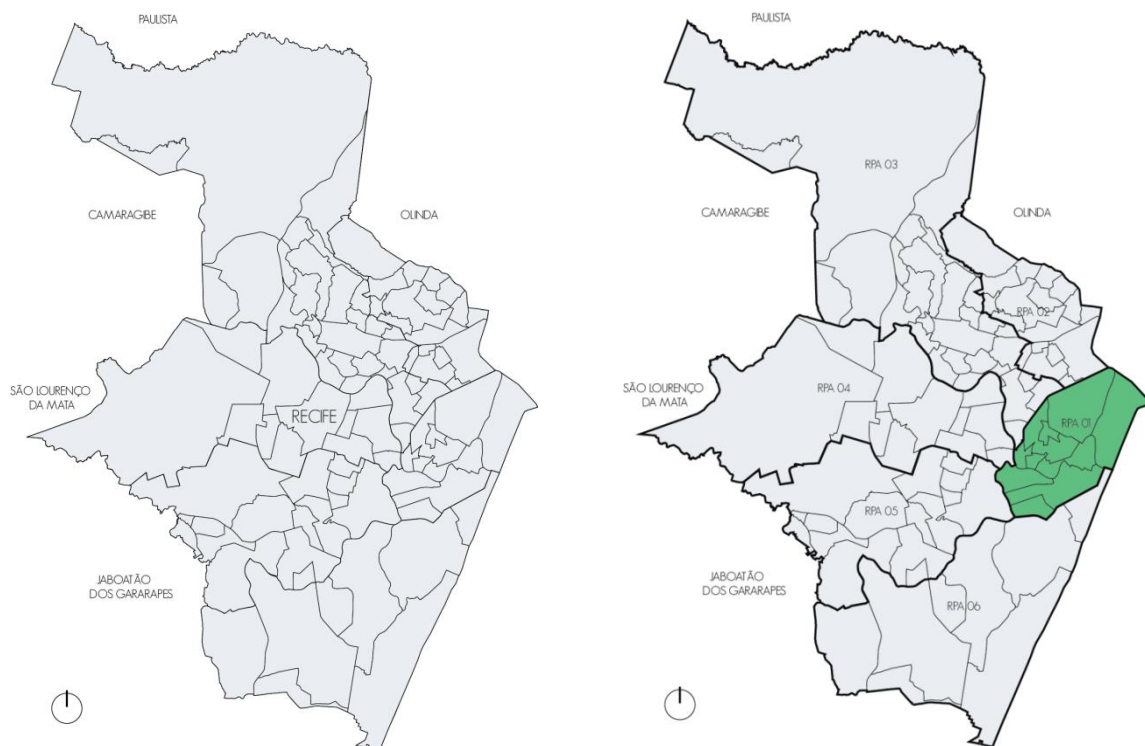 PAULISTA
CAMARAGIBE
OLINDA
SÃO LOURENÇO
DA MATA
RECIFE
JABOATÃO
DOS GARARAPES
PAULISTA
RPA 03
CAMARAGIBE
OLINDA
RPA 02
SÃO LOURENÇO
DA MATA
RPA 04
RPA 01
RPA 05
JABOATÃO
DOS GARARAPES
RPA 06